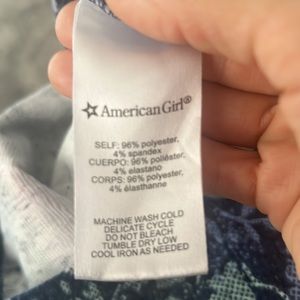 American Girl®
SELF: 96% polyester,
4% spandex
CUERPO: 96% poliéster,
4% elastano
CORPS: 96% polyester,
4% élasthanne
MACHINE WASH COLD
DELICATE CYCLE
DO NOT BLEACH
TUMBLE DRY LOW
COOL IRON AS NEEDED